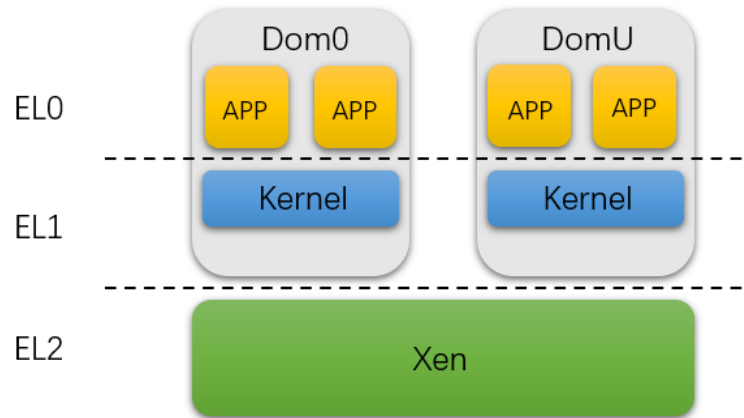 Dom0 DomU
EL0 APP APP APP APP
EL1 Kernel Kernel
EL2 Xen